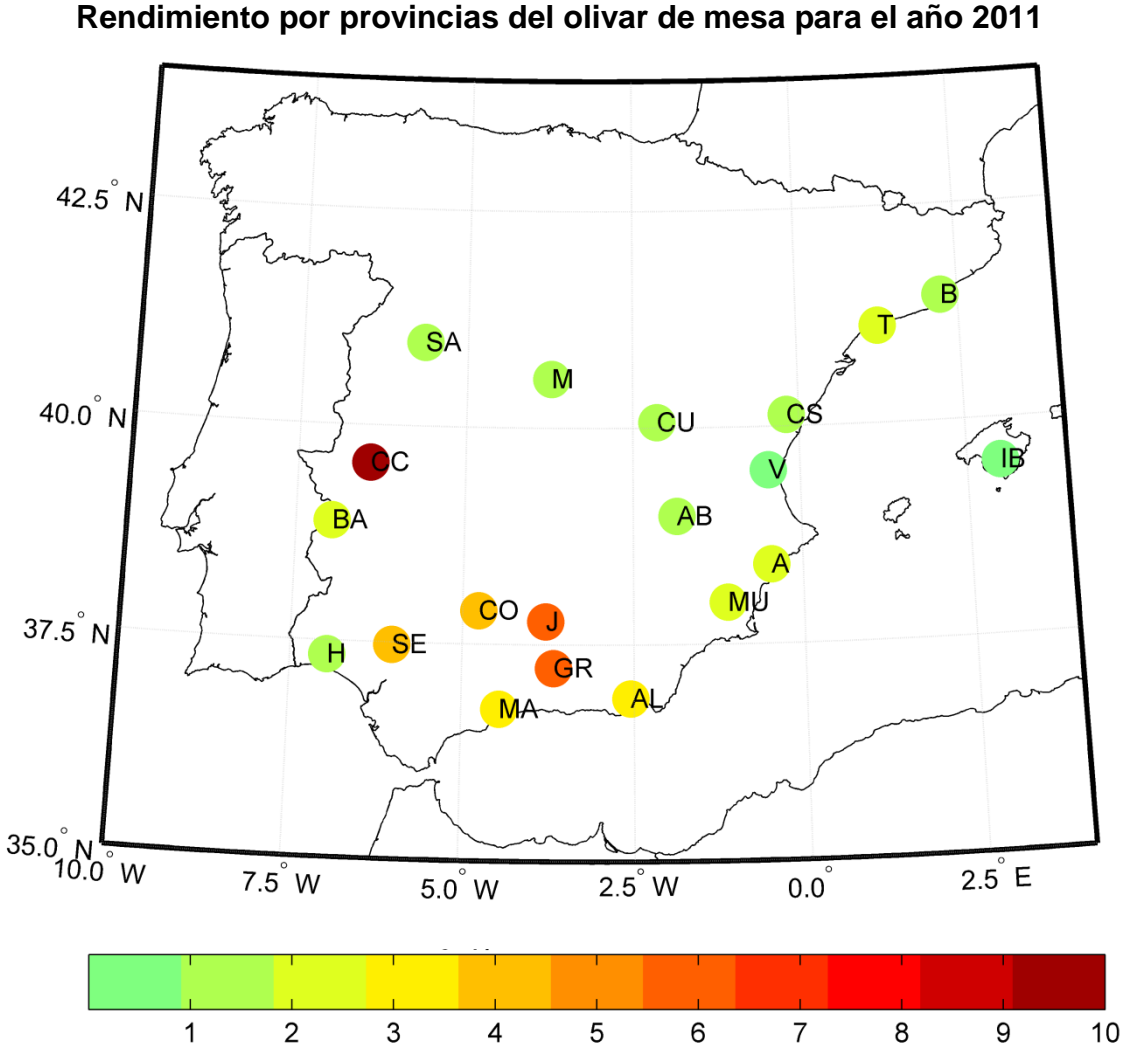 Rendimiento por provincias del olivar de mesa para el año 2011
42.5° N
B
T
SA
M
40.0° N
CU
CS
CC
V
IB
BA
AB
A
MU
CO
J
37.5° N
H
SE
GR
MA
AL
35.0° N
10.0° W
7.5° W
5.0° W
2.5° W
0.0°
2.5° E
1 2 3 4 5 6 7 8 9 10